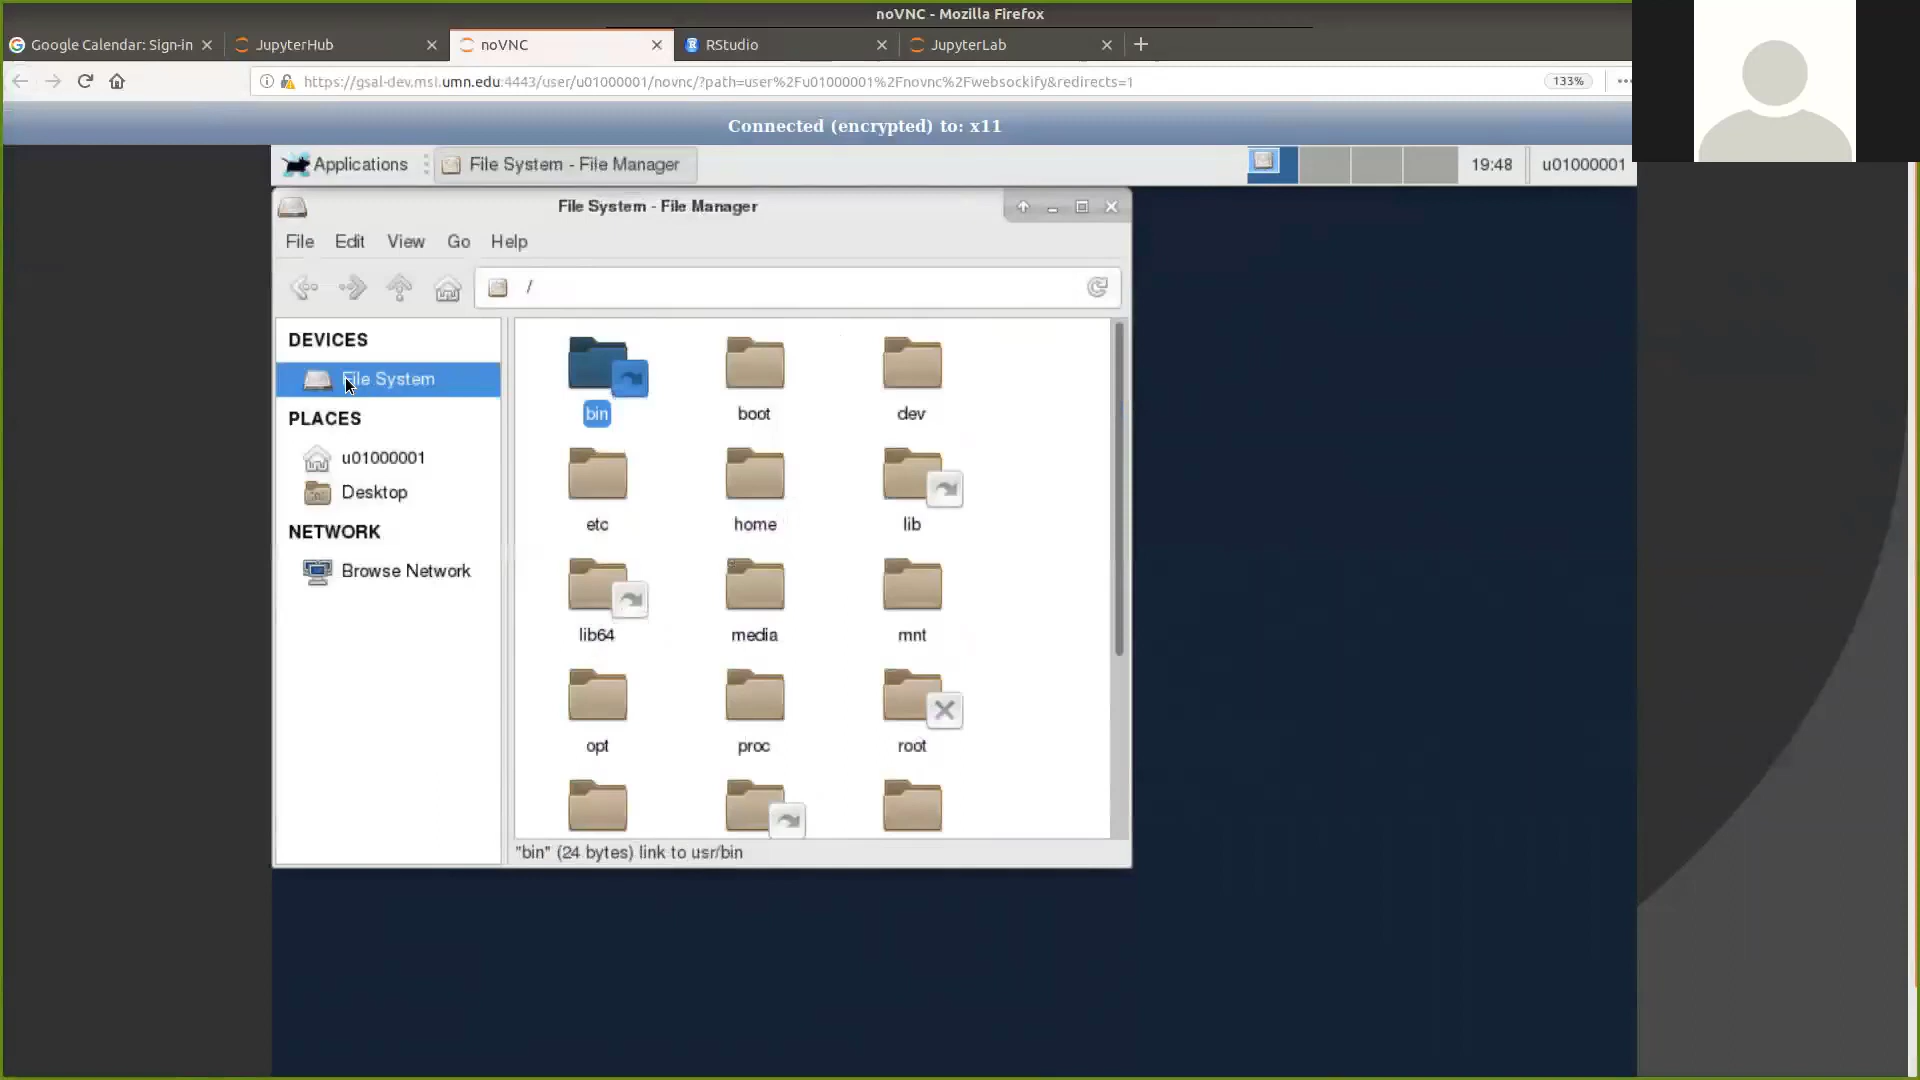 noVNC - Mozilla Firefox
Google Calendar: Sign-in
JupyterHub
noVNC
RStudio
JupyterLab
https://gsal-dev.msi.umn.edu:4443/user/u01000001/novnc/?path=user%2Fu01000001%2Fnovnc%2Fwebsockify&redirects=1
133%
Connected (encrypted) to: x11
Applications
File System - File Manager
19:48
u01000001
File System - File Manager
File Edit View Go Help
/
DEVICES
File System
PLACES
u01000001
Desktop
NETWORK
Browse Network
bin boot dev
etc home lib
lib64 media mnt
opt proc root
"bin" (24 bytes) link to usr/bin